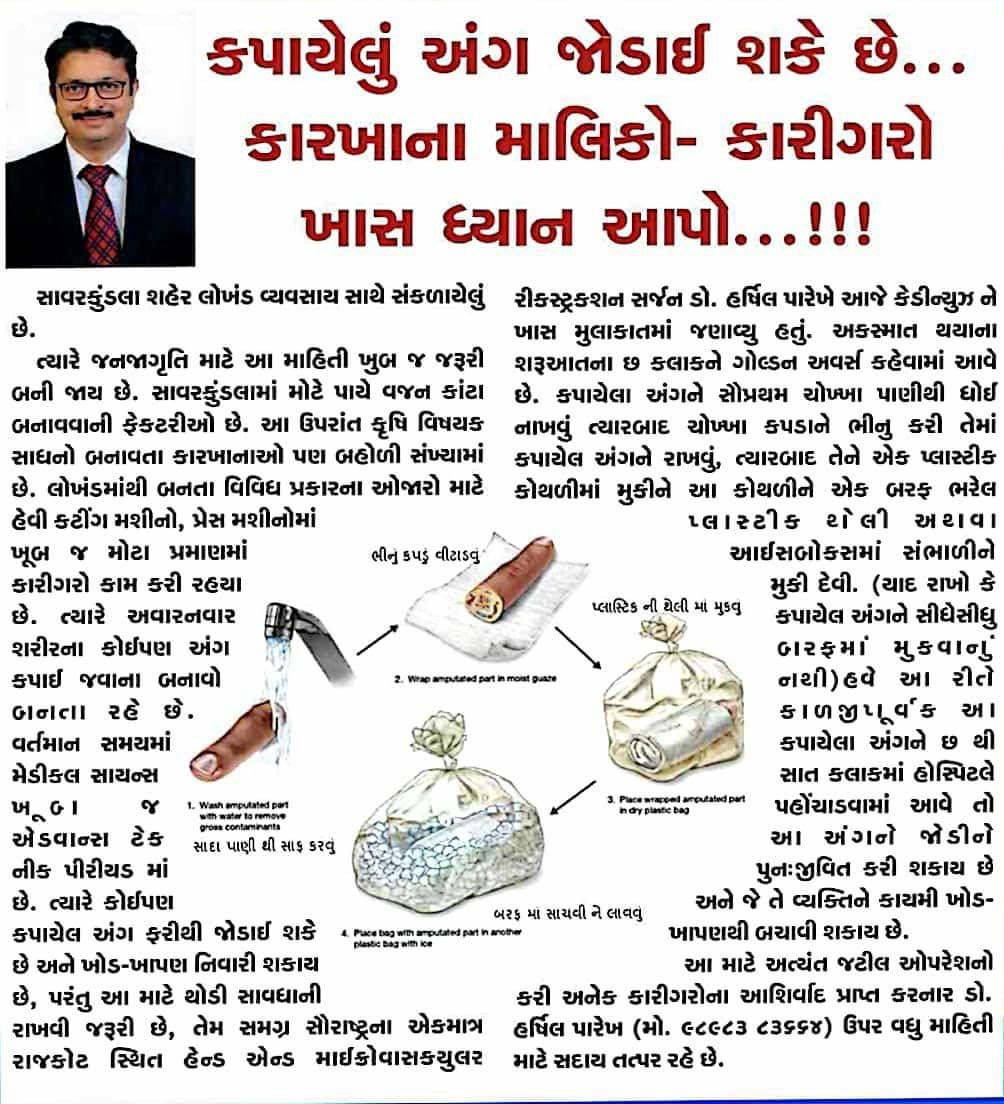 કપાયેલું અંગ જોડાઈ શકે છે...
કારખાના માલિકો- કારીગરો
ખાસ ધ્યાન આપો...!!!
સાવરકુંડલા શહેર લોખંડ વ્યવસાય સાથે સંકળાયેલું
છે.
ત્યારે જનજાગૃતિ માટે આ માહિતી ખુબ જ જરૂરી
બની જાય છે. સાવરકુંડલામાં મોટે પાયે વજન કાંટા
બનાવવાની ફેકટરીઓ છે. આ ઉપરાંત કૃષિ વિષયક
સાધનો બનાવતા કારખાનાઓ પણ બહોળી સંખ્યામાં
છે. લોખંડમાંથી બનતા વિવિધ પ્રકારના ઓજારો માટે
હેવી કટીંગ મશીનો, પ્રેસ મશીનોમાં
ખૂબ જ મોટા પ્રમાણમાં
કારીગરો કામ કરી રહયા
છે. ત્યારે અવારનવાર
શરીરના કોઈપણ અંગ
કપાઈ જવાના બનાવો
બનતા રહે છે.
વર્તમાન સમયમાં
મેડીકલ સાયન્સ
ખૂબ જ
એડવાન્સ ટેક
નીક પીરીયડ માં
છે. ત્યારે કોઈપણ
કપાયેલ અંગ ફરીથી જોડાઈ શકે
છે અને ખોડ-ખાપણ નિવારી શકાય
છે, પરંતુ આ માટે થોડી સાવધાની
રાખવી જરૂરી છે, તેમ સમગ્ર સૌરાષ્ટ્રના એકમાત્ર
રાજકોટ સ્થિત હેન્ડ એન્ડ માઈક્રોવાસક્યુલર
રીકસ્ટ્રકશન સર્જન ડો. હર્ષિલ પારેખે આજે કેડીન્યુઝ ને
ખાસ મુલાકાતમાં જણાવ્યુ હતું. અકસ્માત થયાના
શરૂઆતના છ કલાકને ગોલ્ડન અવર્સ કહેવામાં આવે
છે. કપાયેલા અંગને સૌપ્રથમ ચોખ્ખા પાણીથી ધોઈ
નાખવું ત્યારબાદ ચોખ્ખા કપડાને ભીનુ કરી તેમાં
કપાયેલ અંગને રાખવું, ત્યારબાદ તેને એક પ્લાસ્ટીક
કોથળીમાં મુકીને આ કોથળીને એક બરફ ભરેલ
પ્લાસ્ટીક થેલી અથવા
આઈસબોકસમાં સંભાળીને
મુકી દેવી. (યાદ રાખો કે
કપાયેલ અંગને સીધેસીધુ
બરફમાં મુકવાનું
નથી)હવે આ રીતે
કાળજીપૂર્વક આ
કપાયેલા અંગને છ થી
સાત કલાકમાં હોસ્પિટલે
પહોંચાડવામાં આવે તો
આ અંગને જોડીને
પુનઃજીવિત કરી શકાય છે
અને જે તે વ્યક્તિને કાયમી ખોડ-
ખાપણથી બચાવી શકાય છે.
આ માટે અત્યંત જટીલ ઓપરેશનો
કરી અનેક કારીગરોના આશિર્વાદ પ્રાપ્ત કરનાર ડો.
હર્ષિલ પારેખ (મો. ૯૮૯૮૩ ૮૩૬૬૪) ઉપર વધુ માહિતી
માટે સદાય તત્પર રહે છે.
ભીનું કપડું વીટાડવું
2. Wrap amputated part in moist guaze
પ્લાસ્ટિક ની થેલી માં મુકવું
3. Place wrapped amputated part
in dry plastic bag
1. Wash amputated part
with water to remove
gross contaminants
સાદા પાણી થી સાફ કરવું
બરફ માં સાચવી ને લાવવું
4. Place bag with amputated part in another
plastic bag with ice